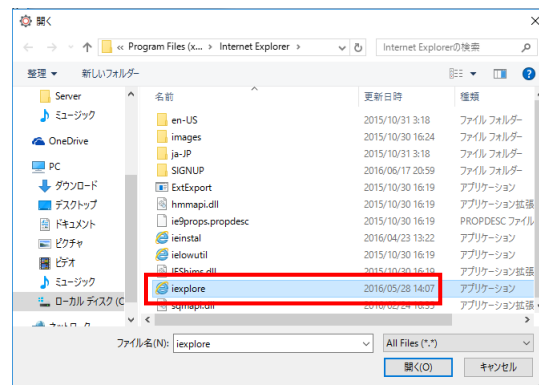 開く
« Program Files (x... > Internet Explorer >
Internet Explorerの検索
整理 ▼ 新しいフォルダー
Server
ミュージック
OneDrive
PC
ダウンロード
デスクトップ
ドキュメント
ピクチャ
ビデオ
ミュージック
ローカル ディスク (C
名前 更新日時 種類
en-US 2015/10/31 3:18 ファイル フォルダー
images 2015/10/30 16:24 ファイル フォルダー
ja-JP 2015/10/31 3:18 ファイル フォルダー
SIGNUP 2016/06/17 20:59 ファイル フォルダー
ExtExport 2015/10/30 16:19 アプリケーション
hmmapi.dll 2015/10/30 16:19 アプリケーション拡張
ie9props.propdesc 2015/10/30 16:19 PROPDESC ファイル
ieinstal 2016/04/23 13:22 アプリケーション
ielowutil 2015/10/30 16:19 アプリケーション
IEShims.dll 2015/10/30 16:19 アプリケーション拡張
iexplore 2016/05/28 14:07 アプリケーション
sqmapi.dll アプリケーション拡張
ファイル名(N): iexplore All Files (*.*)
開く(O) キャンセル